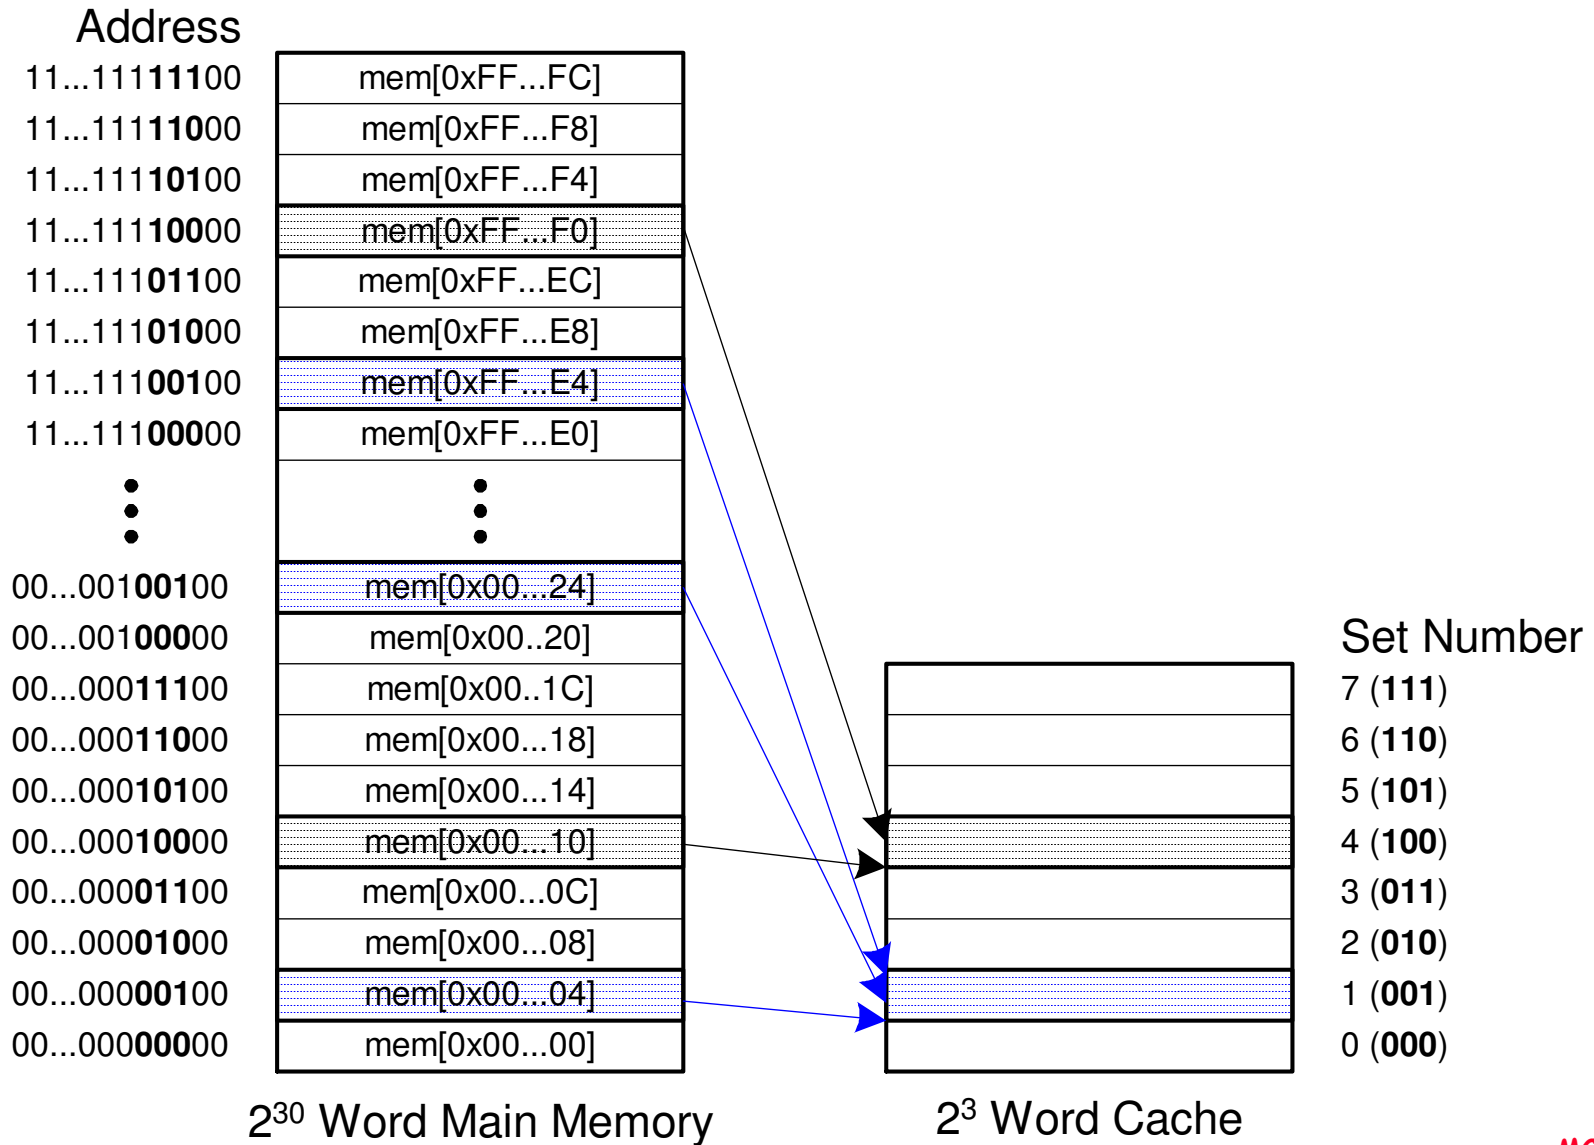 Address
11...11111100 mem[0xFF...FC]
11...11111000 mem[0xFF...F8]
11...11110100 mem[0xFF...F4]
11...11110000 mem[0xFF...F0]
11...11101100 mem[0xFF...EC]
11...11101000 mem[0xFF...E8]
11...11100100 mem[0xFF...E4]
11...11100000 mem[0xFF...E0]
00...00100100 mem[0x00...24]
00...00100000 mem[0x00..20] Set Number
00...00011100 mem[0x00..1C] 7 (111)
00...00011000 mem[0x00...18] 6 (110)
00...00010100 mem[0x00...14] 5 (101)
00...00010000 mem[0x00...10] 4 (100)
00...00001100 mem[0x00...0C] 3 (011)
00...00001000 mem[0x00...08] 2 (010)
00...00000100 mem[0x00...04] 1 (001)
00...00000000 mem[0x00...00] 0 (000)
2³⁰ Word Main Memory 2³ Word Cache